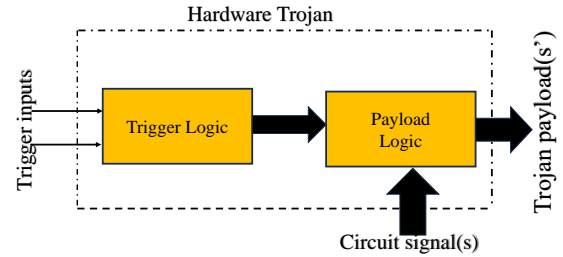 Hardware Trojan
Trigger inputs
Trigger Logic
Payload
Logic
Trojan payload(s’)
Circuit signal(s)